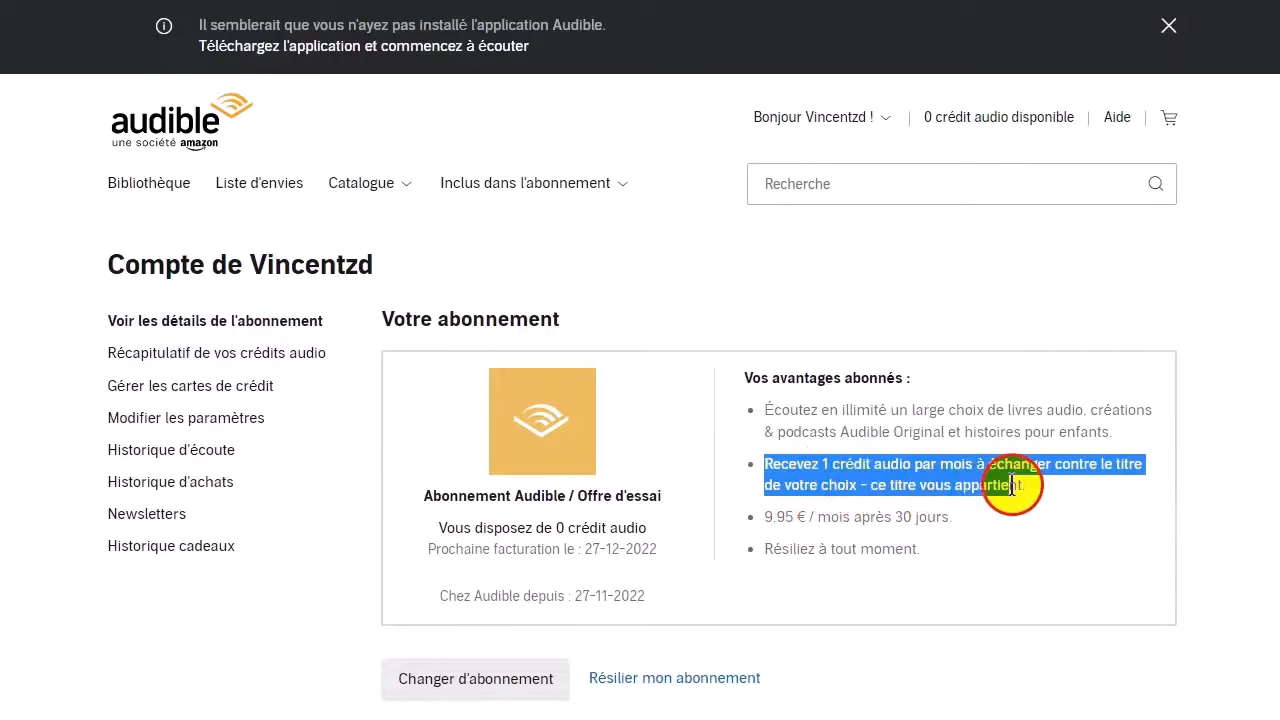 Il semblerait que vous n'ayez pas installé l'application Audible.
Téléchargez l'application et commencez à écouter
audible
une société amazon
Bonjour Vincentzd !
0 crédit audio disponible
Aide
Bibliothèque
Liste d'envies
Catalogue
Inclus dans l'abonnement
Recherche
Compte de Vincentzd
Voir les détails de l'abonnement
Récapitulatif de vos crédits audio
Gérer les cartes de crédit
Modifier les paramètres
Historique d'écoute
Historique d'achats
Newsletters
Historique cadeaux
Votre abonnement
Abonnement Audible / Offre d'essai
Vous disposez de 0 crédit audio
Prochaine facturation le : 27-12-2022
Chez Audible depuis : 27-11-2022
Vos avantages abonnés :
Écoutez en illimité un large choix de livres audio, créations
& podcasts Audible Original et histoires pour enfants.
Recevez 1 crédit audio par mois à échanger contre le titre
de votre choix - ce titre vous appartient.
9,95 € / mois après 30 jours.
Résiliez à tout moment.
Changer d'abonnement
Résilier mon abonnement